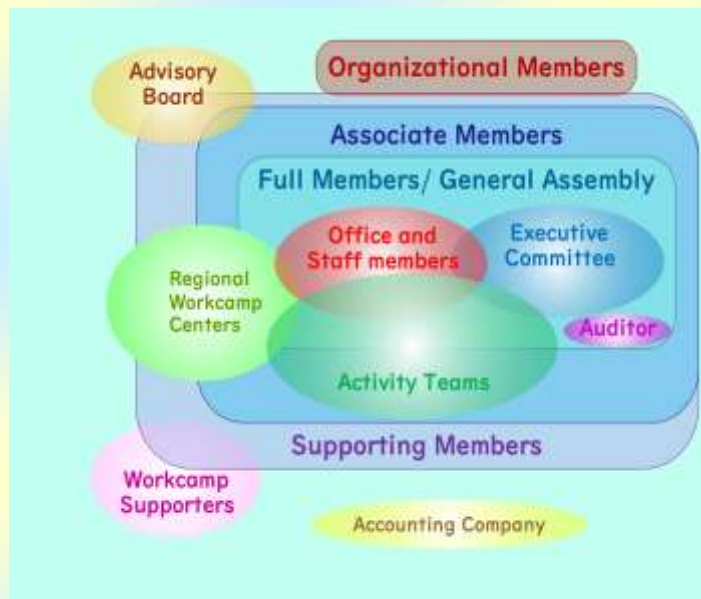 Advisory
Board
Organizational Members
Associate Members
Full Members/ General Assembly
Office and
Staff members
Executive
Committee
Regional
Workcamp
Centers
Auditor
Activity Teams
Supporting Members
Workcamp
Supporters
Accounting Company